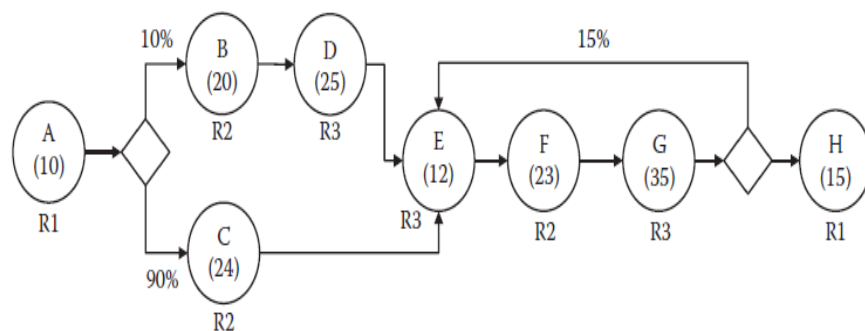 10%
B
(20)
R2
D
(25)
R3
15%
A
(10)
R1
E
(12)
R3
F
(23)
R2
G
(35)
R3
H
(15)
R1
90%
C
(24)
R2